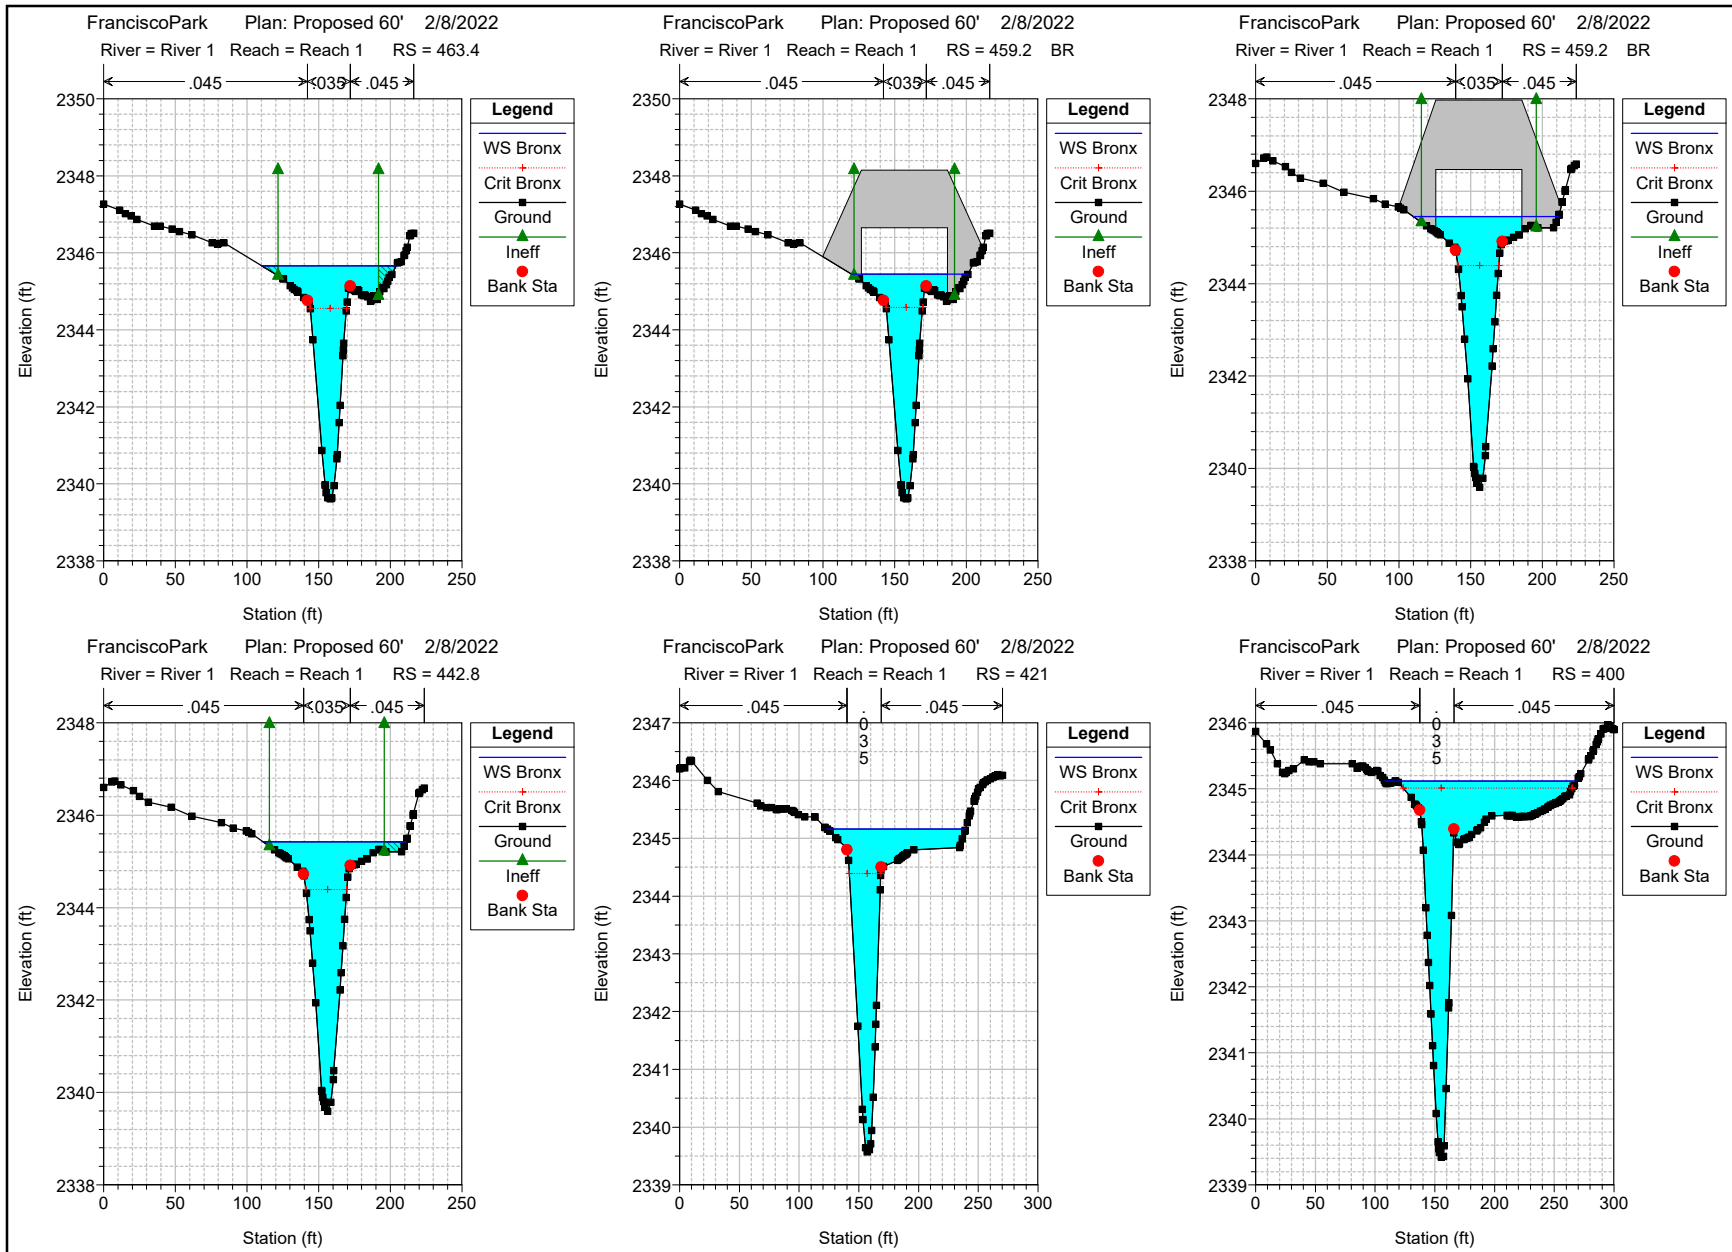 FranciscoPark Plan: Proposed 60' 2/8/2022
River = River 1 Reach = Reach 1 RS = 463.4
.045 .035 .045
2350
2348
2346
2344
2342
2340
2338
Elevation (ft)
0 50 100 150 200 250
Station (ft)
Legend
WS Bronx
Crit Bronx
Ground
Ineff
Bank Sta
FranciscoPark Plan: Proposed 60' 2/8/2022
River = River 1 Reach = Reach 1 RS = 459.2 BR
.045 .035 .045
2350
2348
2346
2344
2342
2340
2338
Elevation (ft)
0 50 100 150 200 250
Station (ft)
Legend
WS Bronx
Crit Bronx
Ground
Ineff
Bank Sta
FranciscoPark Plan: Proposed 60' 2/8/2022
River = River 1 Reach = Reach 1 RS = 459.2 BR
.045 .035 .045
2348
2346
2344
2342
2340
2338
Elevation (ft)
0 50 100 150 200 250
Station (ft)
Legend
WS Bronx
Crit Bronx
Ground
Ineff
Bank Sta
FranciscoPark Plan: Proposed 60' 2/8/2022
River = River 1 Reach = Reach 1 RS = 442.8
.045 .035 .045
2348
2346
2344
2342
2340
2338
Elevation (ft)
0 50 100 150 200 250
Station (ft)
Legend
WS Bronx
Crit Bronx
Ground
Ineff
Bank Sta
FranciscoPark Plan: Proposed 60' 2/8/2022
River = River 1 Reach = Reach 1 RS = 421
.045 .035 .045
2347
2346
2345
2344
2343
2342
2341
2340
2339
Elevation (ft)
0 50 100 150 200 250 300
Station (ft)
Legend
WS Bronx
Crit Bronx
Ground
Bank Sta
FranciscoPark Plan: Proposed 60' 2/8/2022
River = River 1 Reach = Reach 1 RS = 400
.045 .035 .045
2346
2345
2344
2343
2342
2341
2340
2339
Elevation (ft)
0 50 100 150 200 250 300
Station (ft)
Legend
WS Bronx
Crit Bronx
Ground
Bank Sta